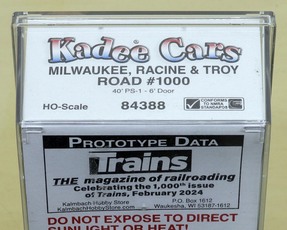 Kadee Cars
MILWAUKEE, RACINE & TROY
ROAD #1000
40' PS-1 - 6' Door
HO-Scale 84388 CONFORMS TO NMRA STANDARDS
PROTOTYPE DATA
Trains
THE magazine of railroading
Celebrating the 1,000th issue
of Trains, February 2024
Kalmbach Hobby Store P.O. Box 1612
KalmbachHobbyStore.com Waukesha, WI 53187-1612
DO NOT EXPOSE TO DIRECT
SUNLIGHT OR HEAT!